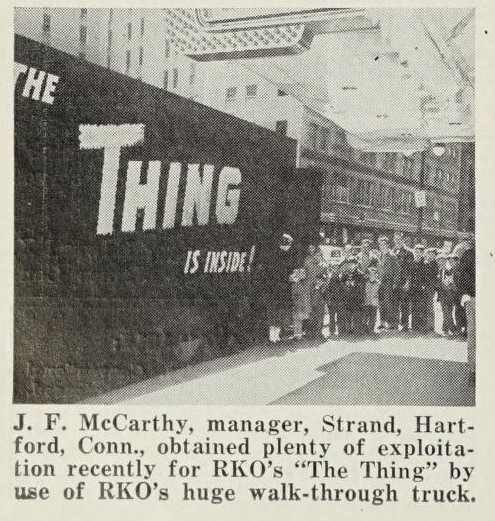 THE
THING
IS INSIDE!
J. F. McCarthy, manager, Strand, Hart-
ford, Conn., obtained plenty of exploita-
tion recently for RKO's "The Thing" by
use of RKO's huge walk-through truck.